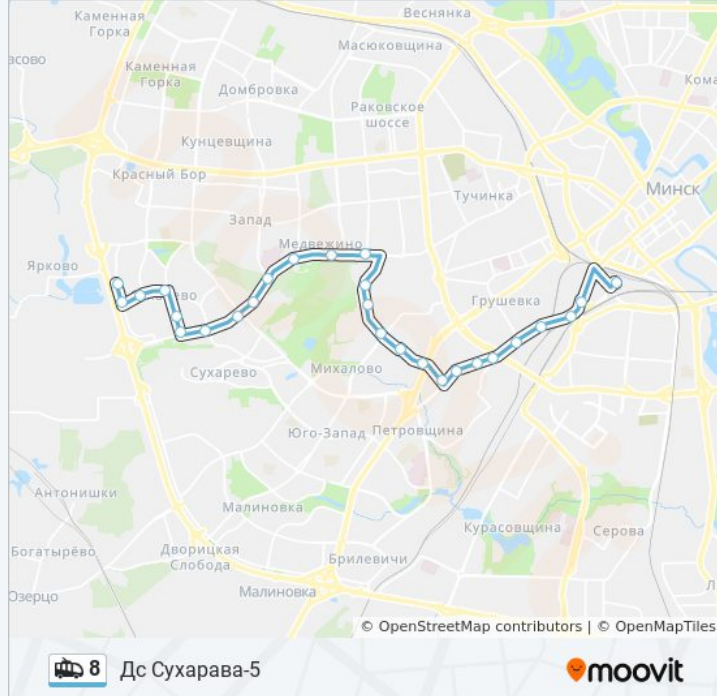 Каменная
Горка
Веснянка
Масюковщина
асово
Каменная
Горка
Домбровка
Кама
Раковское
шоссе
Кунцевщина
Красный Бор
Тучинка
Минск
Запад
Медвежино
Ярково
ево
Грушевка
Сухарево
Михалово
Юго-Запад
Петровщина
Антонишки
Малиновка
Курасовщина
Серова
Богатырёво
Дворицкая
Слобода
Брилевичи
Л
Озерцо
Малиновка
© OpenStreetMap contributors | © OpenMapTiles
8 Дс Сухарава-5
moovit